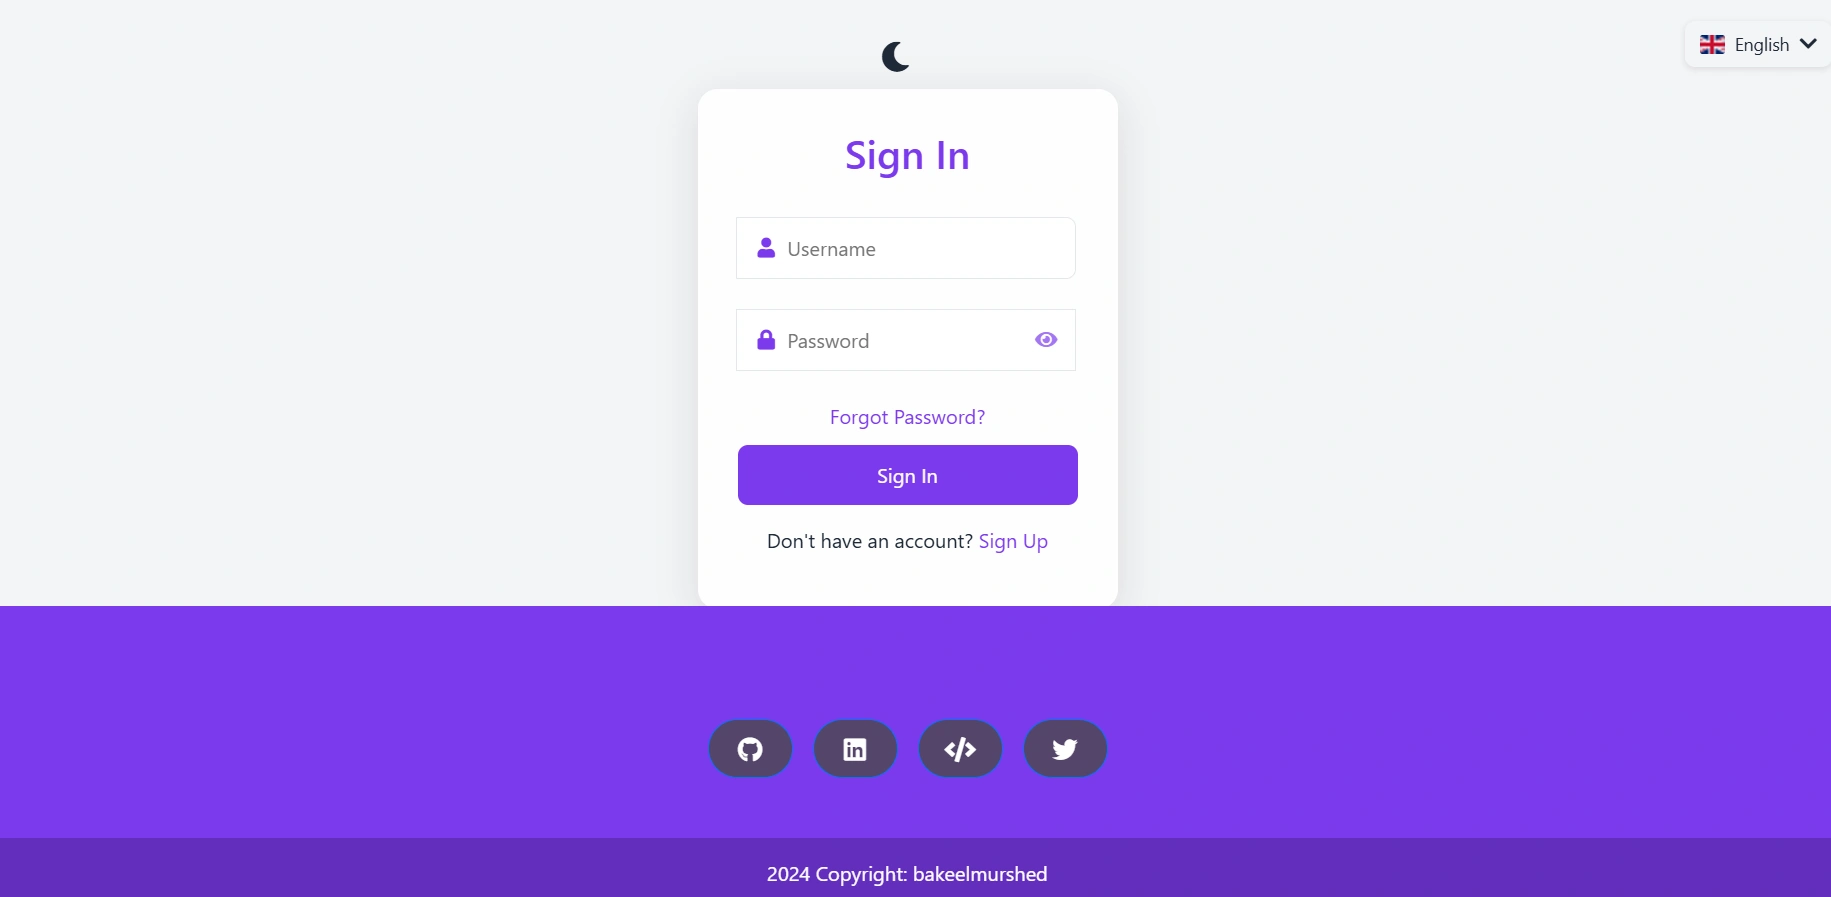 English
Sign In
Username
Password
Forgot Password?
Sign In
Don't have an account? Sign Up
2024 Copyright: bakeelmurshed